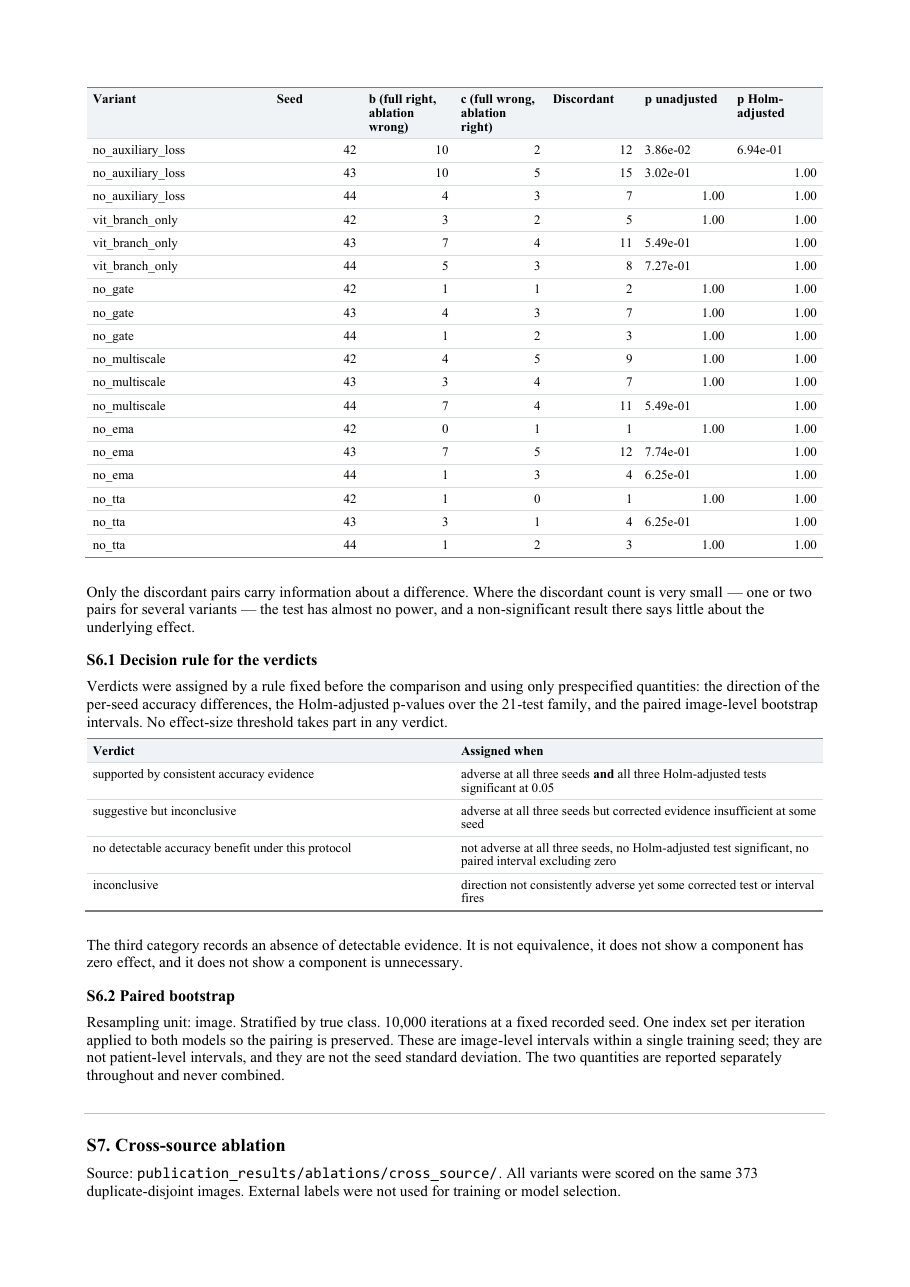 Variant Seed b (full right, ablation wrong) c (full wrong, ablation right) Discordant p unadjusted p Holm-adjusted
no_auxiliary_loss 42 10 2 12 3.86e-02 6.94e-01
no_auxiliary_loss 43 10 5 15 3.02e-01 1.00
no_auxiliary_loss 44 4 3 7 1.00 1.00
vit_branch_only 42 3 2 5 1.00 1.00
vit_branch_only 43 7 4 11 5.49e-01 1.00
vit_branch_only 44 5 3 8 7.27e-01 1.00
no_gate 42 1 1 2 1.00 1.00
no_gate 43 4 3 7 1.00 1.00
no_gate 44 1 2 3 1.00 1.00
no_multiscale 42 4 5 9 1.00 1.00
no_multiscale 43 3 4 7 1.00 1.00
no_multiscale 44 7 4 11 5.49e-01 1.00
no_ema 42 0 1 1 1.00 1.00
no_ema 43 7 5 12 7.74e-01 1.00
no_ema 44 1 3 4 6.25e-01 1.00
no_tta 42 1 0 1 1.00 1.00
no_tta 43 3 1 4 6.25e-01 1.00
no_tta 44 1 2 3 1.00 1.00
Only the discordant pairs carry information about a difference. Where the discordant count is very small — one or two
pairs for several variants — the test has almost no power, and a non-significant result there says little about the
underlying effect.
S6.1 Decision rule for the verdicts
Verdicts were assigned by a rule fixed before the comparison and using only prespecified quantities: the direction of the
per-seed accuracy differences, the Holm-adjusted p-values over the 21-test family, and the paired image-level bootstrap
intervals. No effect-size threshold takes part in any verdict.
Verdict Assigned when
supported by consistent accuracy evidence adverse at all three seeds and all three Holm-adjusted tests
significant at 0.05
suggestive but inconclusive adverse at all three seeds but corrected evidence insufficient at some
seed
no detectable accuracy benefit under this protocol not adverse at all three seeds, no Holm-adjusted test significant, no
paired interval excluding zero
inconclusive direction not consistently adverse yet some corrected test or interval
fires
The third category records an absence of detectable evidence. It is not equivalence, it does not show a component has
zero effect, and it does not show a component is unnecessary.
S6.2 Paired bootstrap
Resampling unit: image. Stratified by true class. 10,000 iterations at a fixed recorded seed. One index set per iteration
applied to both models so the pairing is preserved. These are image-level intervals within a single training seed; they are
not patient-level intervals, and they are not the seed standard deviation. The two quantities are reported separately
throughout and never combined.
S7. Cross-source ablation
Source: publication_results/ablations/cross_source/. All variants were scored on the same 373
duplicate-disjoint images. External labels were not used for training or model selection.